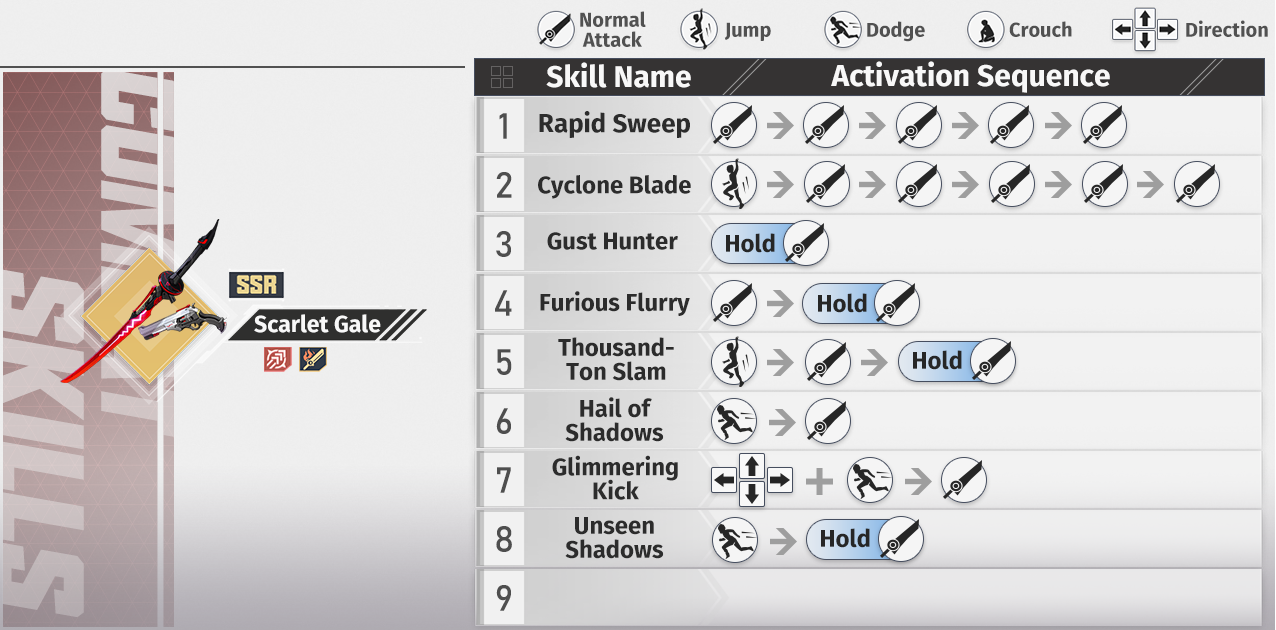 Normal
Attack
Jump
Dodge
Crouch
Direction
Skill Name
Activation Sequence
1
Rapid Sweep
2
Cyclone Blade
3
Gust Hunter
Hold
4
Furious Flurry
Hold
5
Thousand-
Ton Slam
Hold
6
Hail of
Shadows
7
Glimmering
Kick
8
Unseen
Shadows
Hold
9
SSR
Scarlet Gale
SKILLS